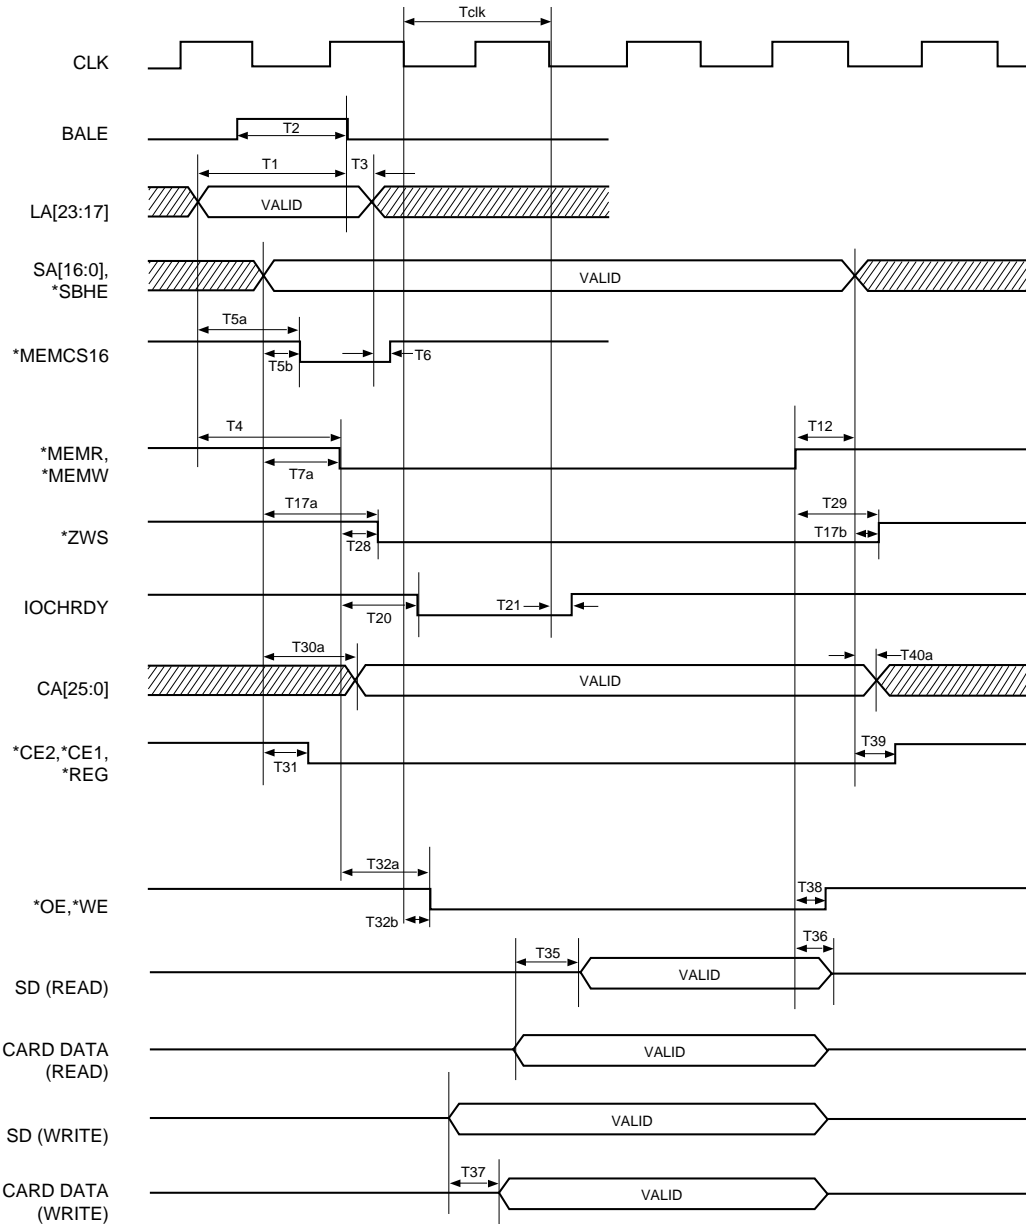 Tclk
CLK
BALE
T2
T1
T3
LA[23:17]
VALID
SA[16:0],
*SBHE
VALID
T5a
*MEMCS16
T5b
T6
T4
T12
*MEMR,
*MEMW
T7a
T17a
T29
*ZWS
T28
T17b
IOCHRDY
T20
T21
T30a
T40a
CA[25:0]
VALID
*CE2,*CE1,
*REG
T31
T39
T32a
T38
*OE,*WE
T32b
T36
T35
SD (READ)
VALID
CARD DATA
(READ)
VALID
SD (WRITE)
VALID
T37
CARD DATA
(WRITE)
VALID